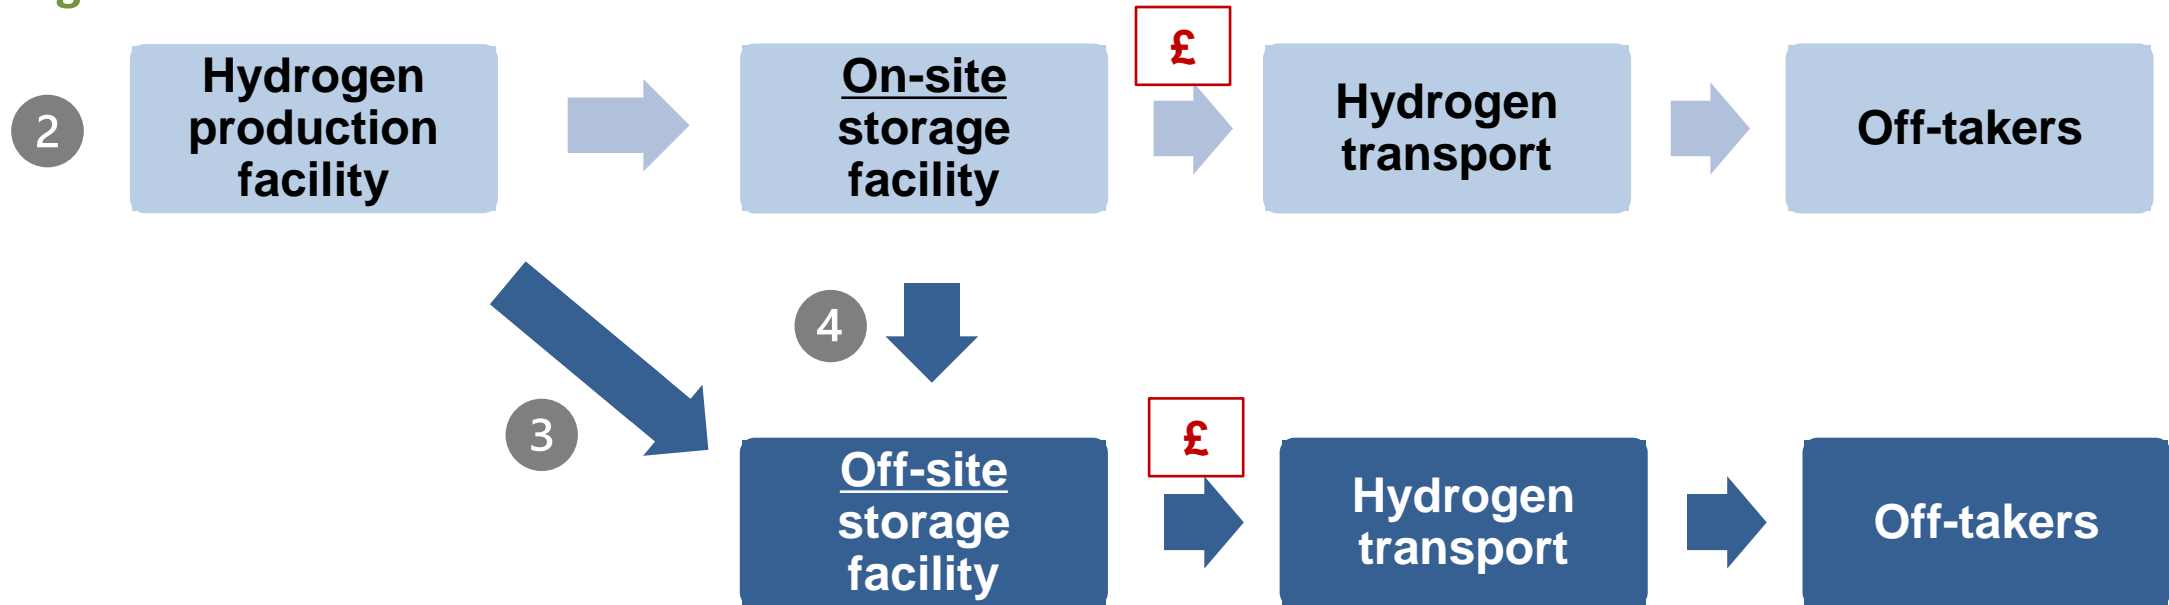 £
2
Hydrogen
production
facility
On-site
storage
facility
Hydrogen
transport
Off-takers
4
3
£
Off-site
storage
facility
Hydrogen
transport
Off-takers